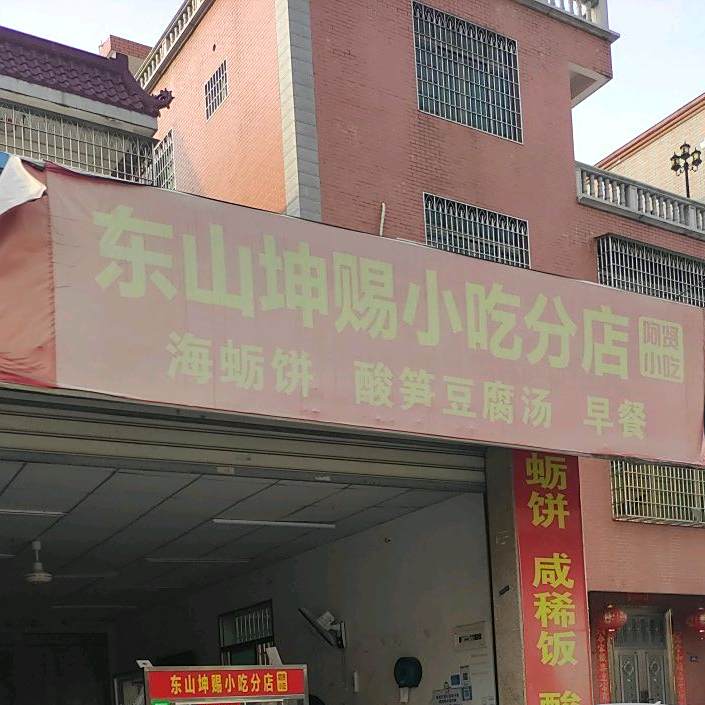 东山坤赐小吃分店
阿贤
小吃
海蛎饼 酸笋豆腐汤 早餐
蛎饼 咸稀饭 酸
东山坤赐小吃分店